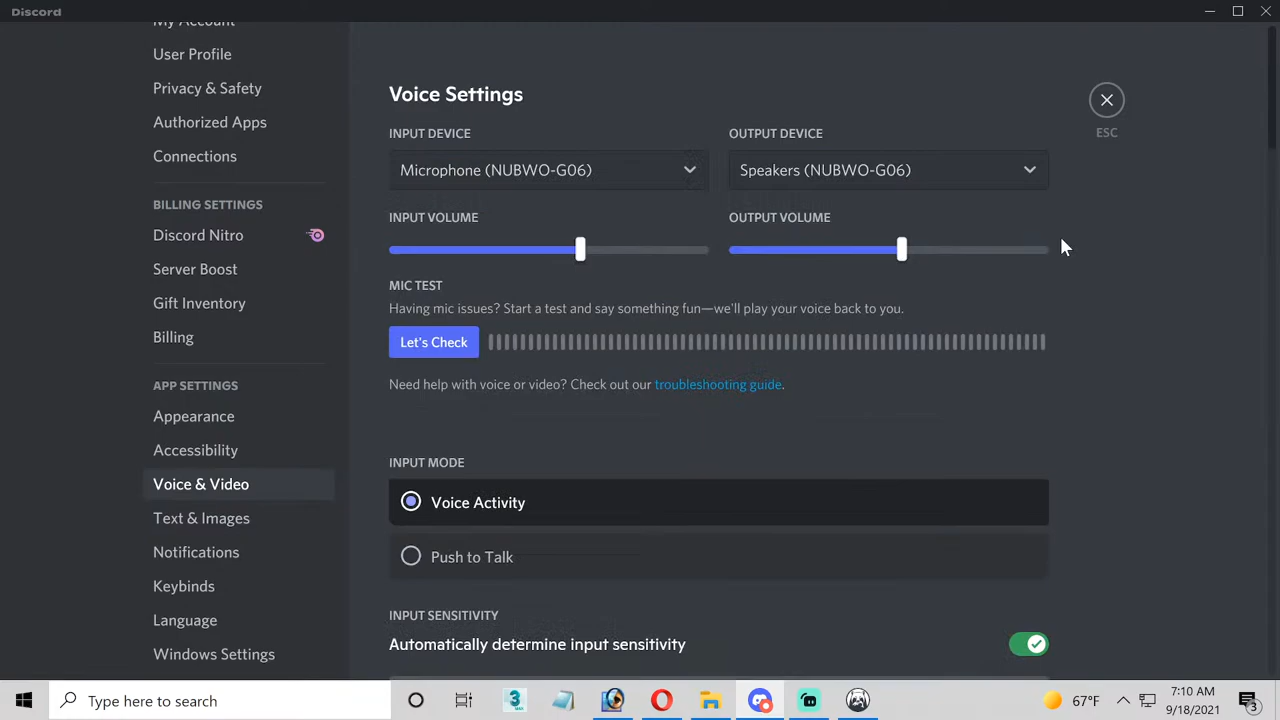 Discord
My Account
User Profile
Privacy & Safety
Authorized Apps
Connections
BILLING SETTINGS
Discord Nitro
Server Boost
Gift Inventory
Billing
APP SETTINGS
Appearance
Accessibility
Voice & Video
Text & Images
Notifications
Keybinds
Language
Windows Settings
Voice Settings
ESC
INPUT DEVICE
Microphone (NUBWO-G06)
OUTPUT DEVICE
Speakers (NUBWO-G06)
INPUT VOLUME
OUTPUT VOLUME
MIC TEST
Having mic issues? Start a test and say something fun—we'll play your voice back to you.
Let's Check
Need help with voice or video? Check out our troubleshooting guide.
INPUT MODE
Voice Activity
Push to Talk
INPUT SENSITIVITY
Automatically determine input sensitivity
Type here to search
3
67°F
7:10 AM
9/18/2021
3